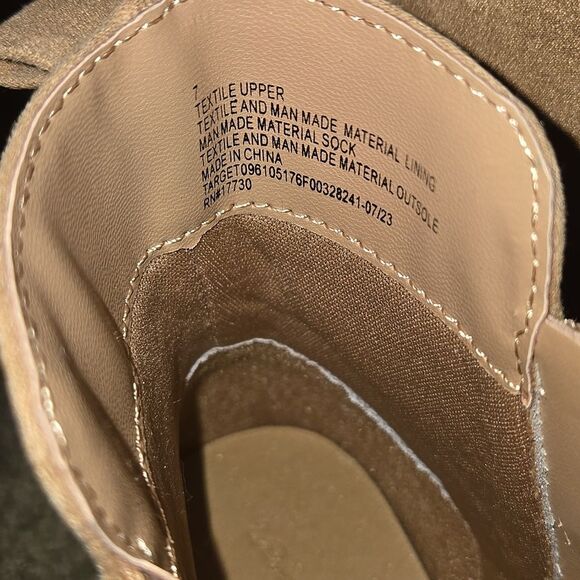 7
TEXTILE UPPER
TEXTILE AND MAN MADE MATERIAL LINING
MAN MADE MATERIAL SOCK
TEXTILE AND MAN MADE MATERIAL OUTSOLE
MADE IN CHINA
TARGET096105176F00328241-07/23
RN#17730